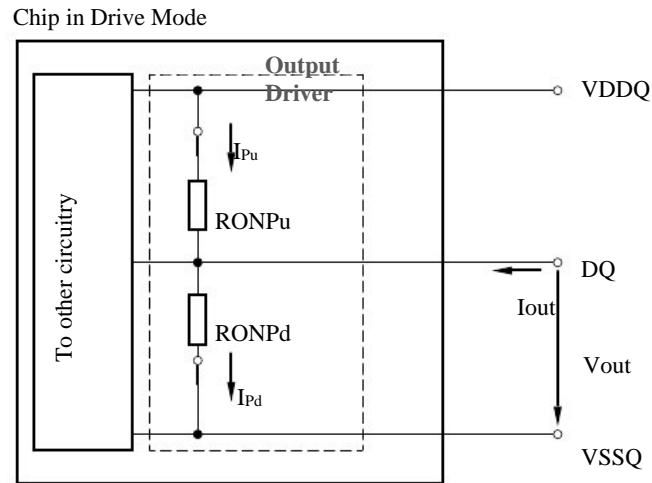 Chip in Drive Mode
Output
Driver
VDDQ
IPu
RONPu
To other circuitry
DQ
Iout
RONPd
Vout
IPd
VSSQ